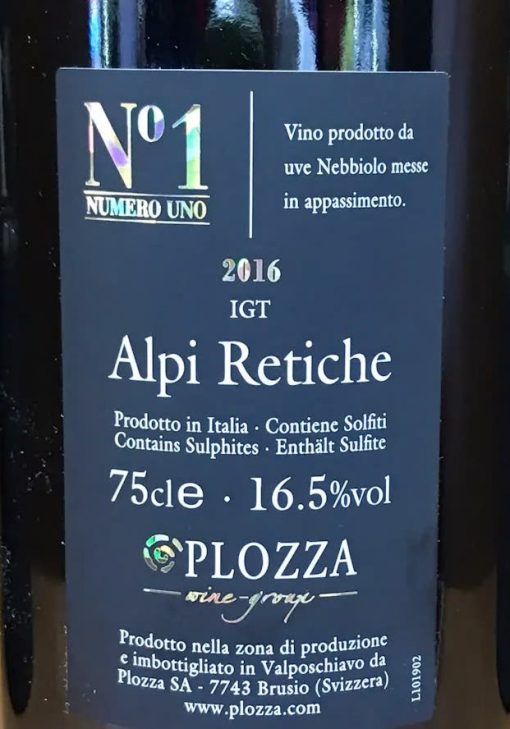 Nº1
NUMERO UNO
Vino prodotto da
uve Nebbiolo messe
in appassimento.
2016
IGT
Alpi Retiche
Prodotto in Italia · Contiene Solfiti
Contains Sulphites · Enthält Sulfite
75cl℮ · 16.5%vol
PLOZZA
wine-group
Prodotto nella zona di produzione
e imbottigliato in Valposchiavo da
Plozza SA - 7743 Brusio (Svizzera)
www.plozza.com
L101902